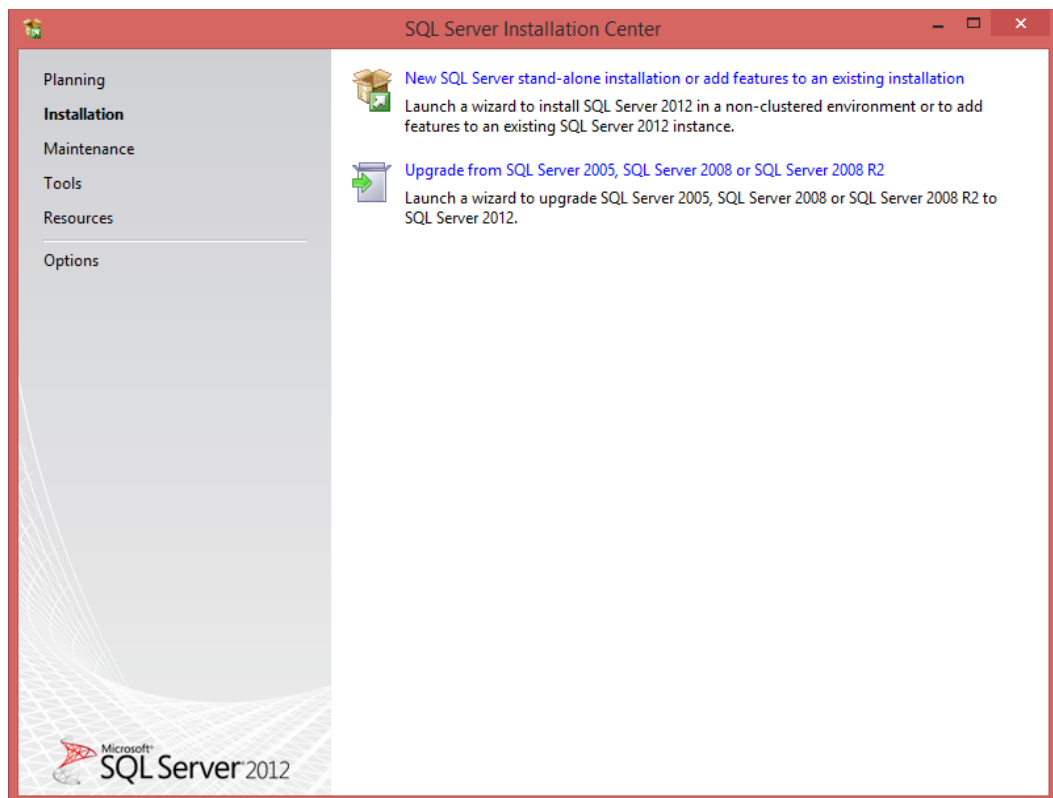 SQL Server Installation Center
Planning
Installation
Maintenance
Tools
Resources
Options
New SQL Server stand-alone installation or add features to an existing installation
Launch a wizard to install SQL Server 2012 in a non-clustered environment or to add
features to an existing SQL Server 2012 instance.
Upgrade from SQL Server 2005, SQL Server 2008 or SQL Server 2008 R2
Launch a wizard to upgrade SQL Server 2005, SQL Server 2008 or SQL Server 2008 R2 to
SQL Server 2012.
Microsoft®
SQL Server® 2012